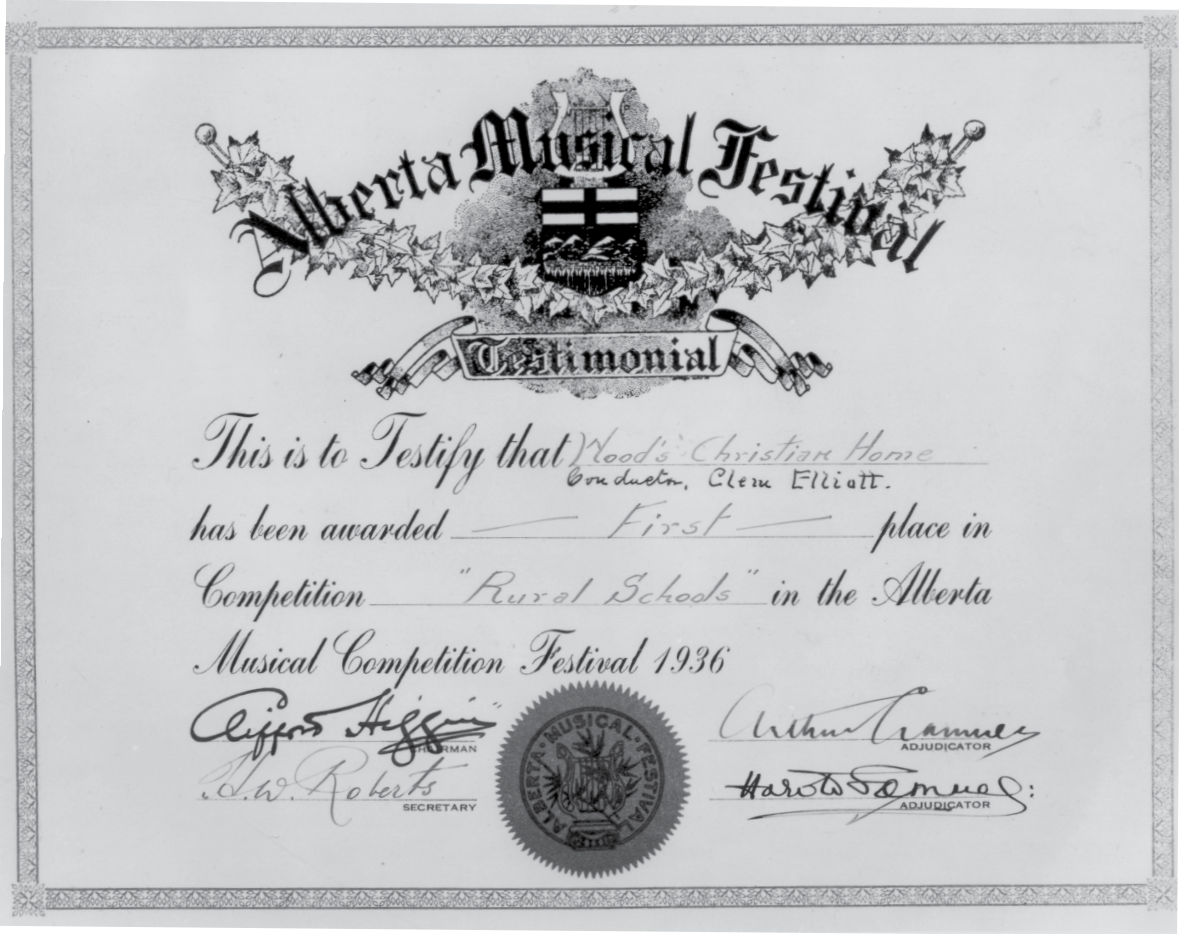 Alberta Musical Festival
Testimonial
This is to Testify that Wood's Christian Home
Conductor, Clem Elliott.
has been awarded — First — place in
Competition "Rural Schools" in the Alberta
Musical Competition Festival 1936
Clifford Higgin
CHAIRMAN
H.W. Roberts
SECRETARY
ALBERTA · MUSICAL · FESTIVAL
Arthur
ADJUDICATOR
Harold Samuel:
ADJUDICATOR